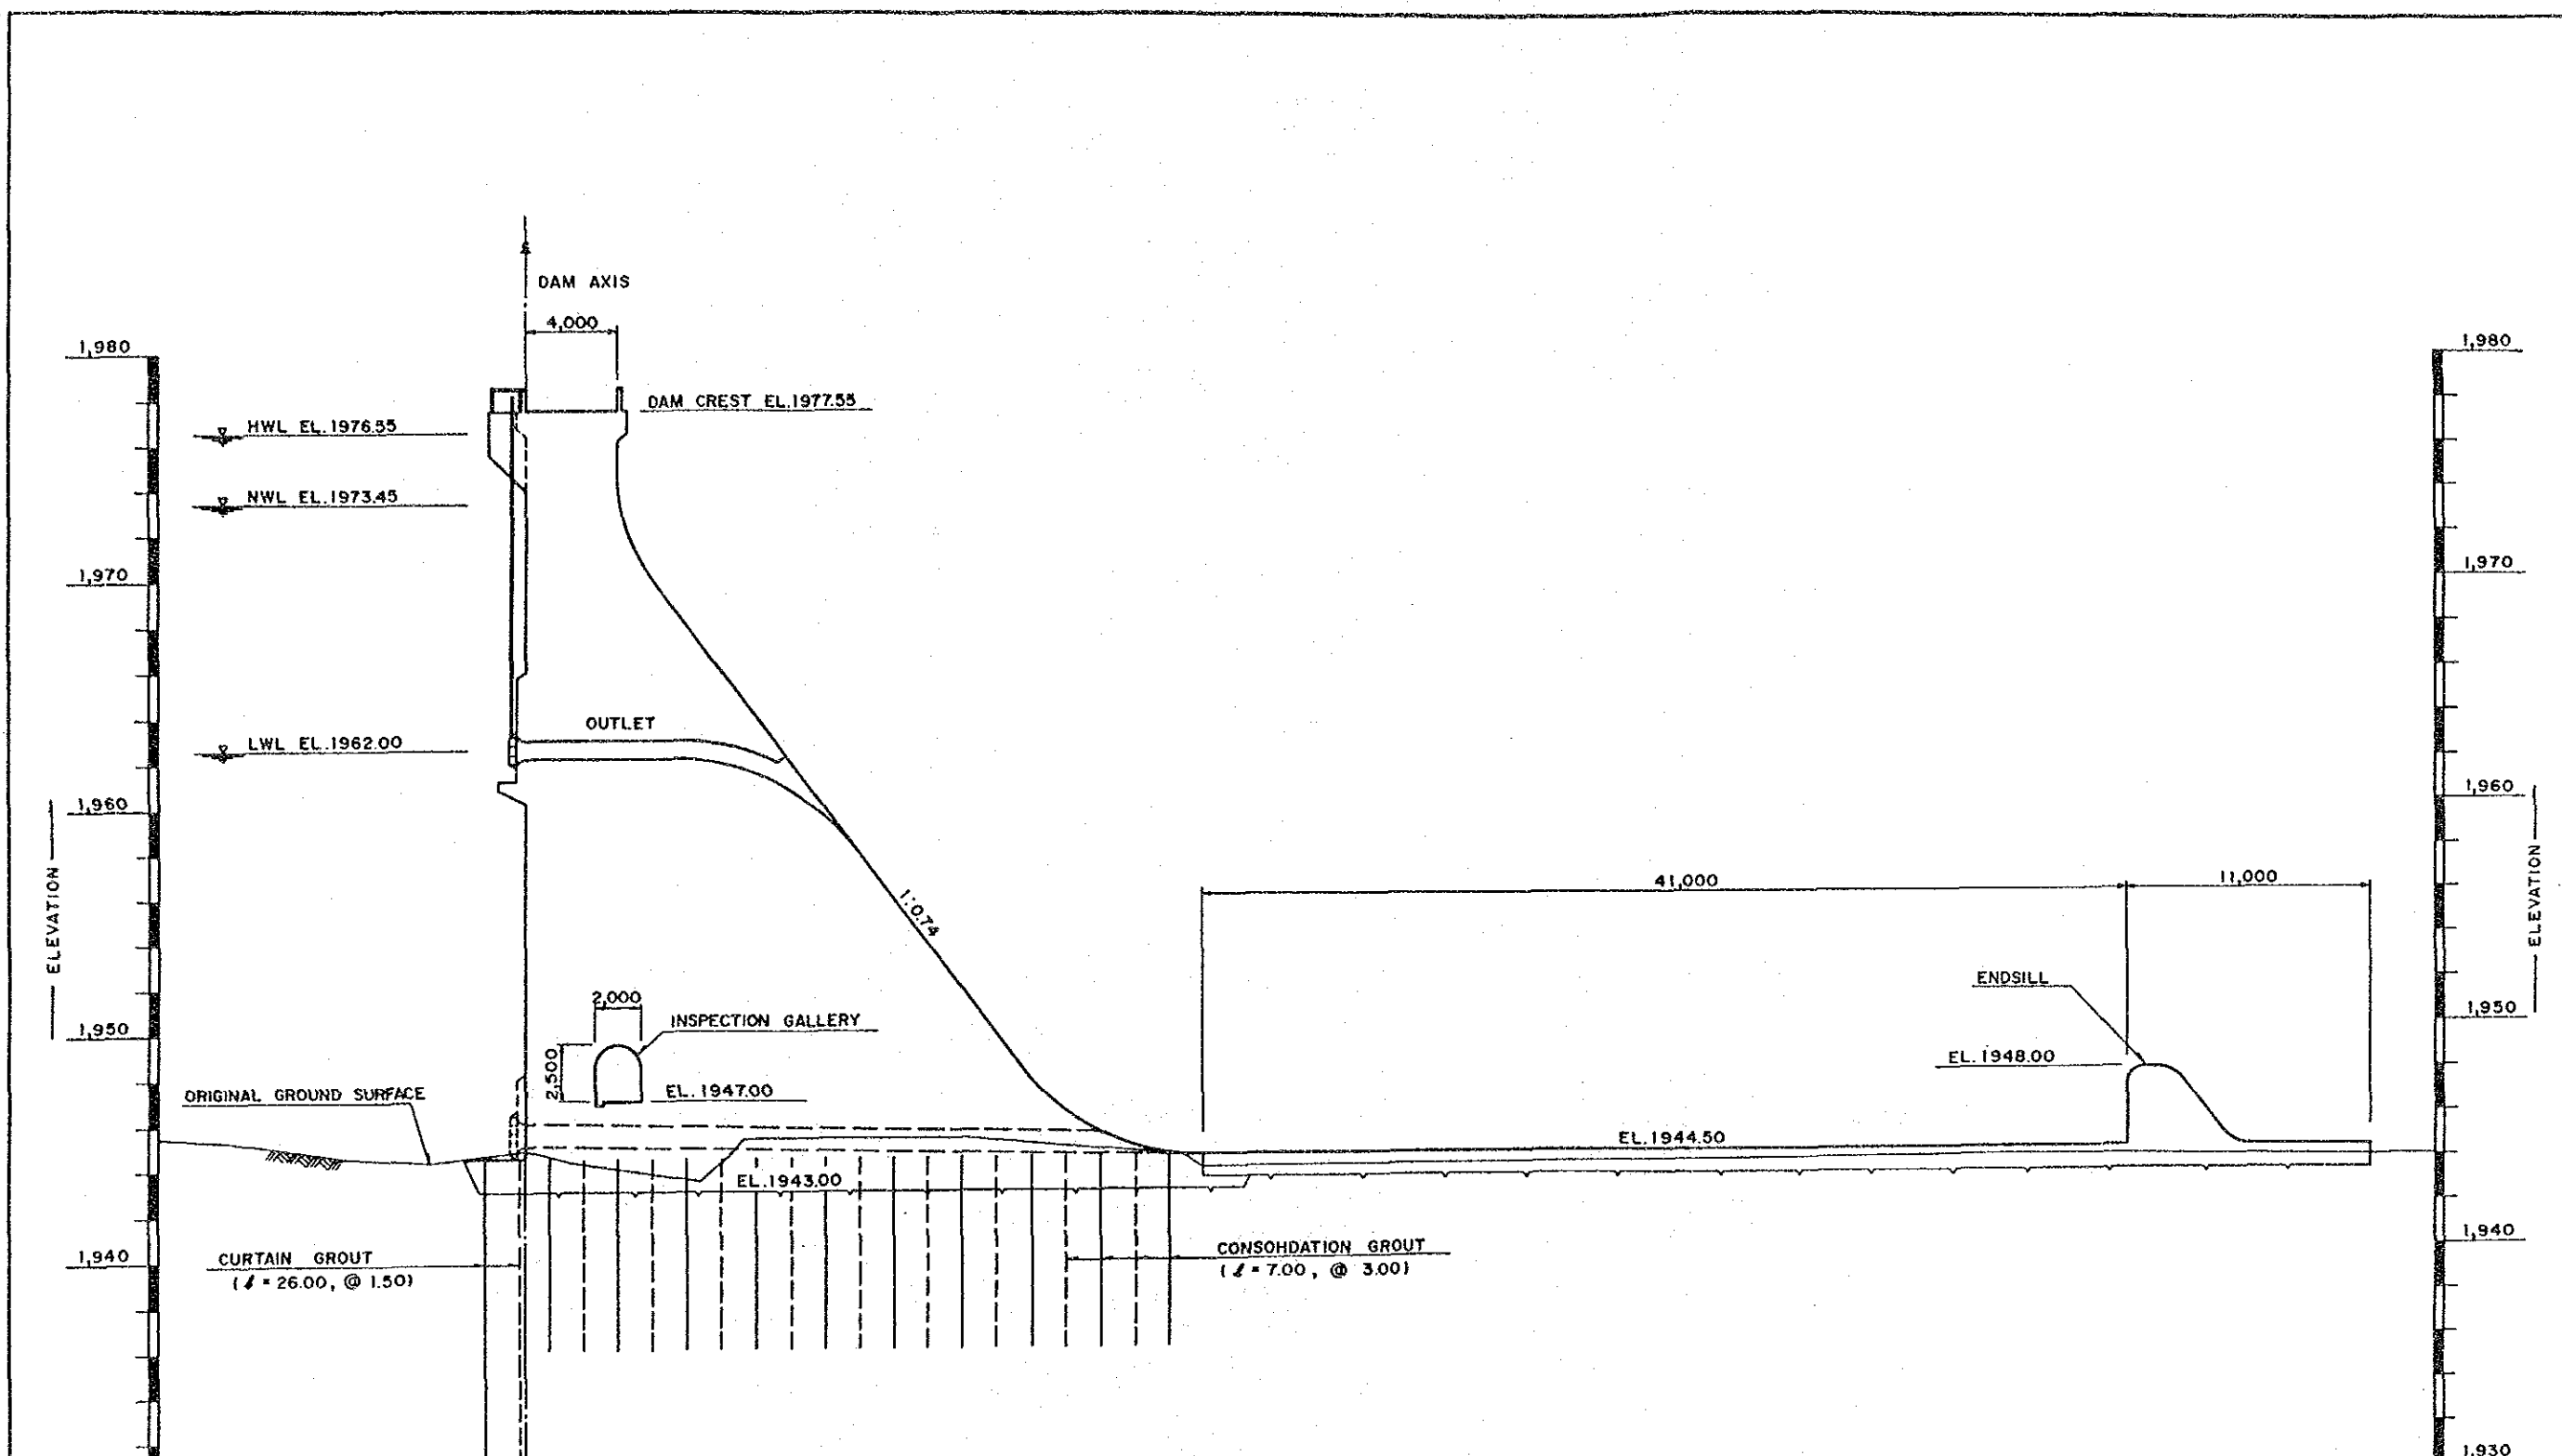 DAM AXIS
4,000
1,980
1,980
DAM CREST EL.1977.55
HWL EL.1976.55
NWL EL.1973.45
1,970
1,970
OUTLET
LWL EL.1962.00
1,960
1,960
ELEVATION
ELEVATION
1:0.74
41,000
11,000
ENDSILL
2,000
INSPECTION GALLERY
1,950
1,950
2,500
EL.1948.00
EL.1947.00
ORIGINAL GROUND SURFACE
EL.1944.50
EL.1943.00
1,940
1,940
CURTAIN GROUT
(ℓ = 26.00, @ 1.50)
CONSOHDATION GROUT
(ℓ = 7.00, @ 3.00)
1,930